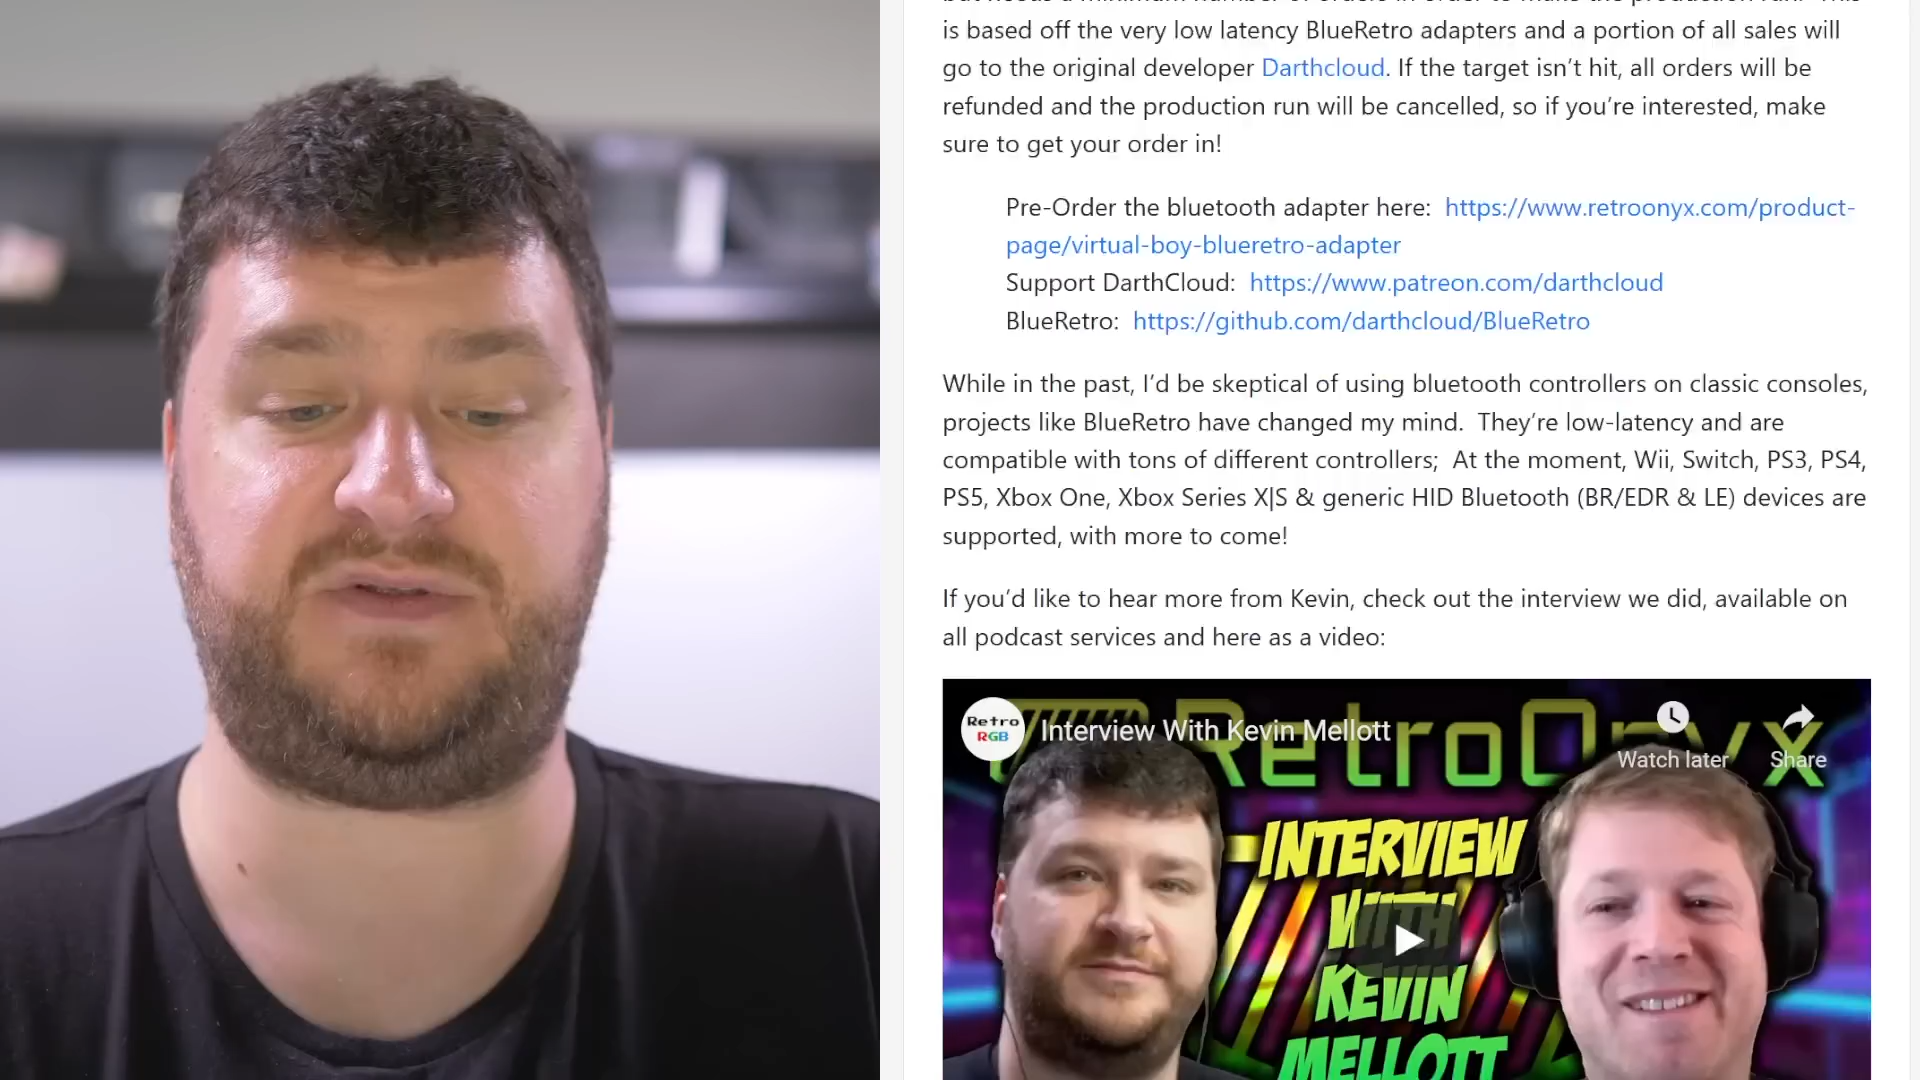 is based off the very low latency BlueRetro adapters and a portion of all sales will
go to the original developer Darthcloud. If the target isn’t hit, all orders will be
refunded and the production run will be cancelled, so if you’re interested, make
sure to get your order in!
Pre-Order the bluetooth adapter here: https://www.retroonyx.com/product-
page/virtual-boy-blueretro-adapter
Support DarthCloud: https://www.patreon.com/darthcloud
BlueRetro: https://github.com/darthcloud/BlueRetro
While in the past, I’d be skeptical of using bluetooth controllers on classic consoles,
projects like BlueRetro have changed my mind. They’re low-latency and are
compatible with tons of different controllers; At the moment, Wii, Switch, PS3, PS4,
PS5, Xbox One, Xbox Series X|S & generic HID Bluetooth (BR/EDR & LE) devices are
supported, with more to come!
If you’d like to hear more from Kevin, check out the interview we did, available on
all podcast services and here as a video:
Retro
RGB
Interview With Kevin Mellott
RetroOnyx
Watch later
Share
INTERVIEW
WITH
KEVIN
MELLOTT